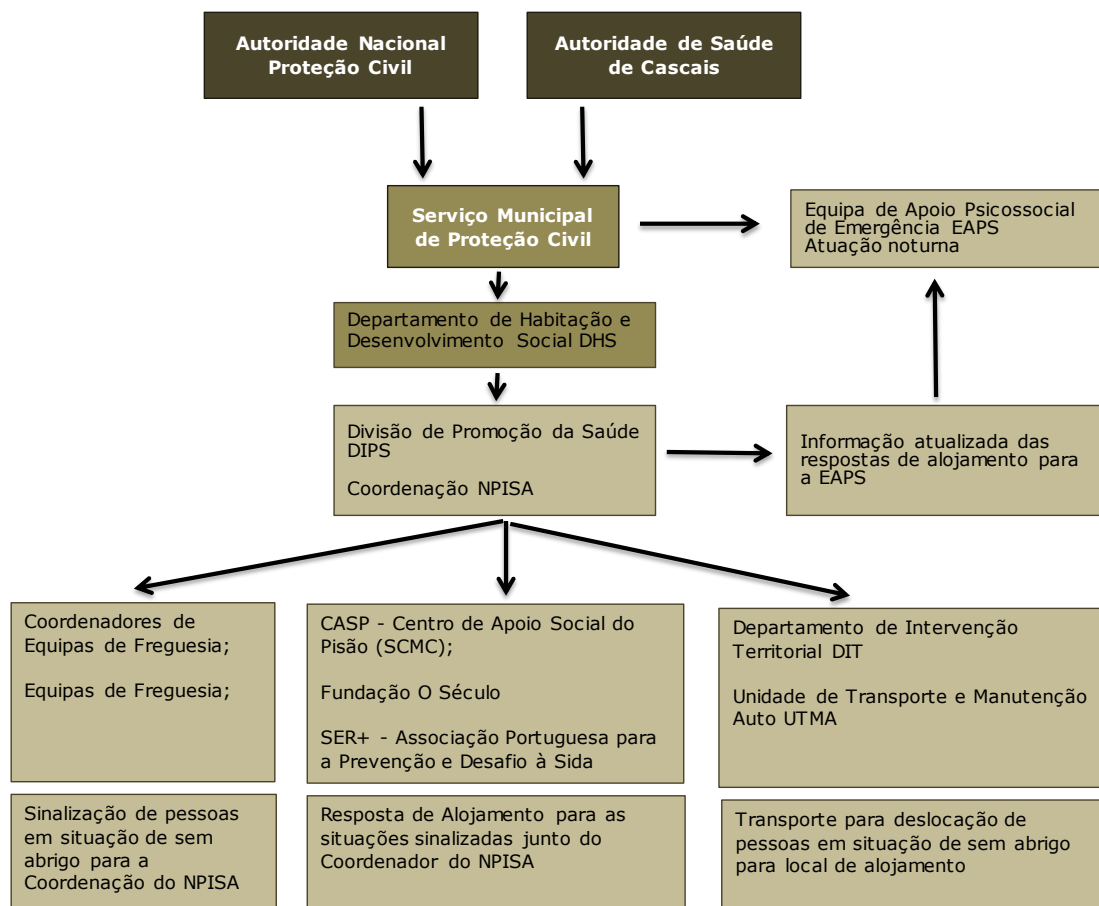 Autoridade Nacional
Proteção Civil
Autoridade de Saúde
de Cascais
Serviço Municipal
de Proteção Civil
Equipa de Apoio Psicossocial
de Emergência EAPS
Atuação noturna
Departamento de Habitação e
Desenvolvimento Social DHS
Divisão de Promoção da Saúde
DIPS
Coordenação NPISA
Informação atualizada das
respostas de alojamento para
a EAPS
Coordenadores de
Equipas de Freguesia;
Equipas de Freguesia;
CASP - Centro de Apoio Social do
Pisão (SCMC);
Fundação O Século
SER+ - Associação Portuguesa para
a Prevenção e Desafio à Sida
Departamento de Intervenção
Territorial DIT
Unidade de Transporte e Manutenção
Auto UTMA
Sinalização de pessoas
em situação de sem
abrigo para a
Coordenação do NPISA
Resposta de Alojamento para as
situações sinalizadas junto do
Coordenador do NPISA
Transporte para deslocação de
pessoas em situação de sem abrigo
para local de alojamento